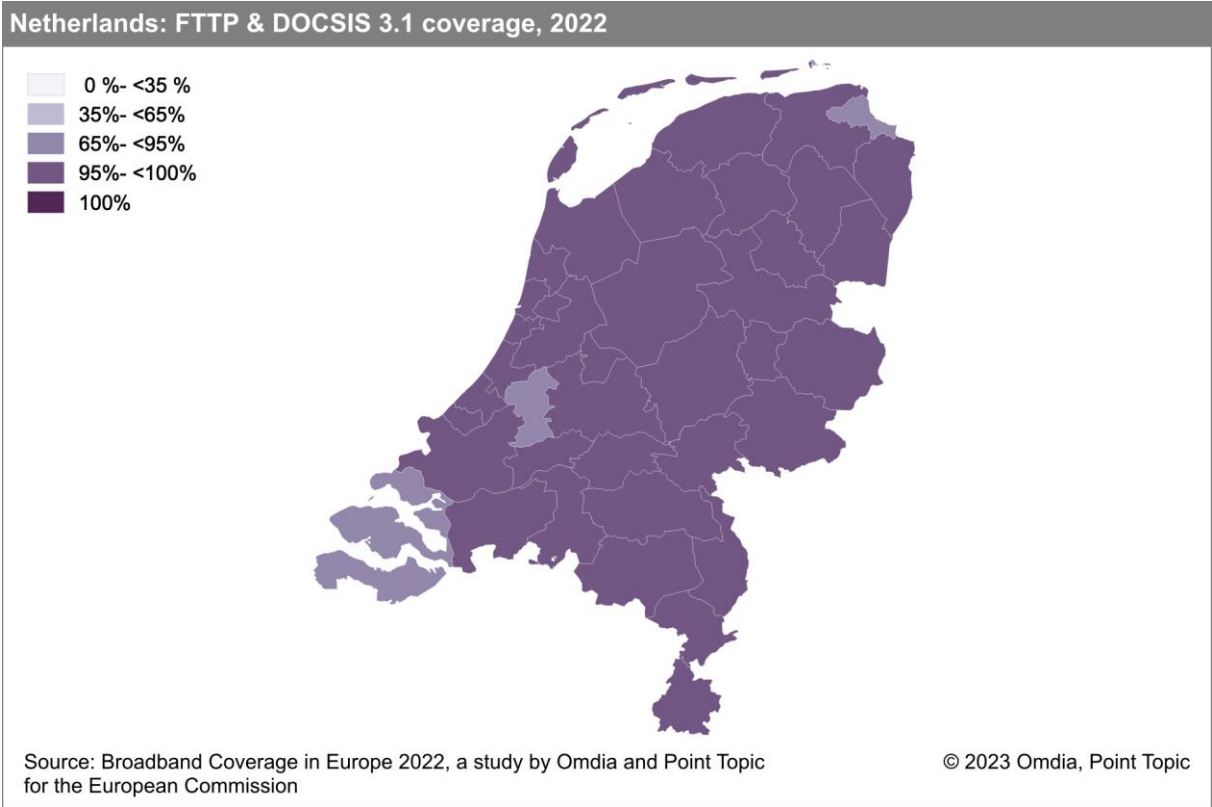 Netherlands: FTTP & DOCSIS 3.1 coverage, 2022
0 %- <35 %
35%- <65%
65%- <95%
95%- <100%
100%
Source: Broadband Coverage in Europe 2022, a study by Omdia and Point Topic
for the European Commission
© 2023 Omdia, Point Topic